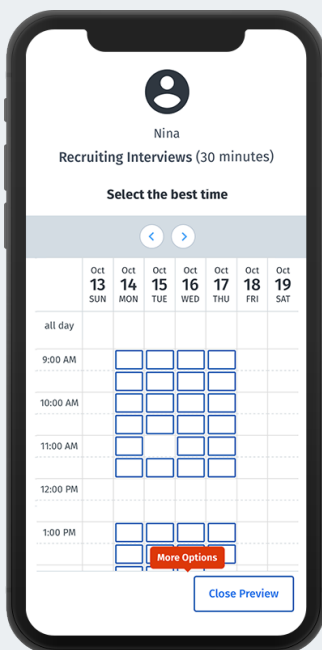 Nina
Recruiting Interviews (30 minutes)
Select the best time
Oct Oct Oct Oct Oct Oct Oct
13 14 15 16 17 18 19
SUN MON TUE WED THU FRI SAT
all day
9:00 AM
10:00 AM
11:00 AM
12:00 PM
1:00 PM
More Options
Close Preview